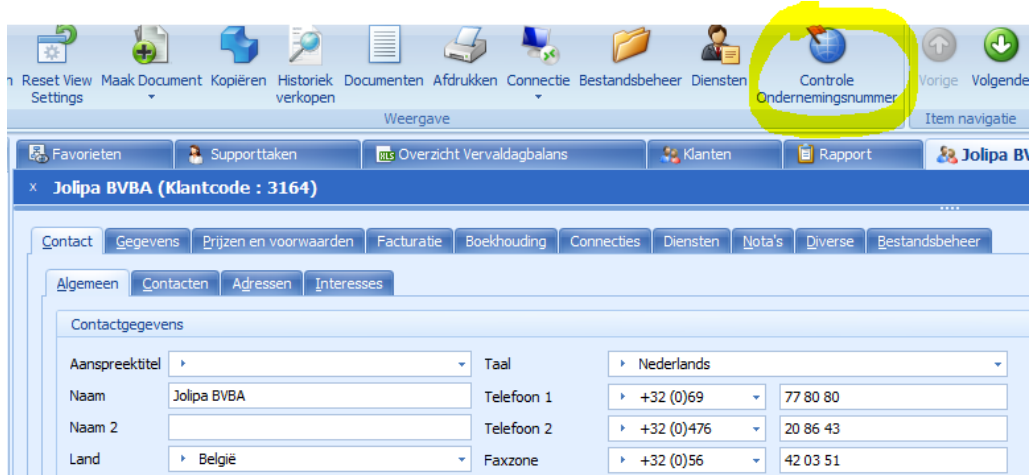 n Reset View Settings Maak Document Kopiëren Historiek verkopen Documenten Afdrukken Connectie Bestandsbeheer Diensten Controle Ondernemingsnummer Vorige Volgende
Weergave Item navigatie
Favorieten Supporttaken XLS Overzicht Vervaldagbalans Klanten Rapport Jolipa BV
x Jolipa BVBA (Klantcode : 3164)
Contact Gegevens Prijzen en voorwaarden Facturatie Boekhouding Connecties Diensten Nota's Diverse Bestandsbeheer
Algemeen Contacten Adressen Interesses
Contactgegevens
Aanspreektitel Taal Nederlands
Naam Jolipa BVBA Telefoon 1 +32 (0)69 77 80 80
Naam 2 Telefoon 2 +32 (0)476 20 86 43
Land België Faxzone +32 (0)56 42 03 51